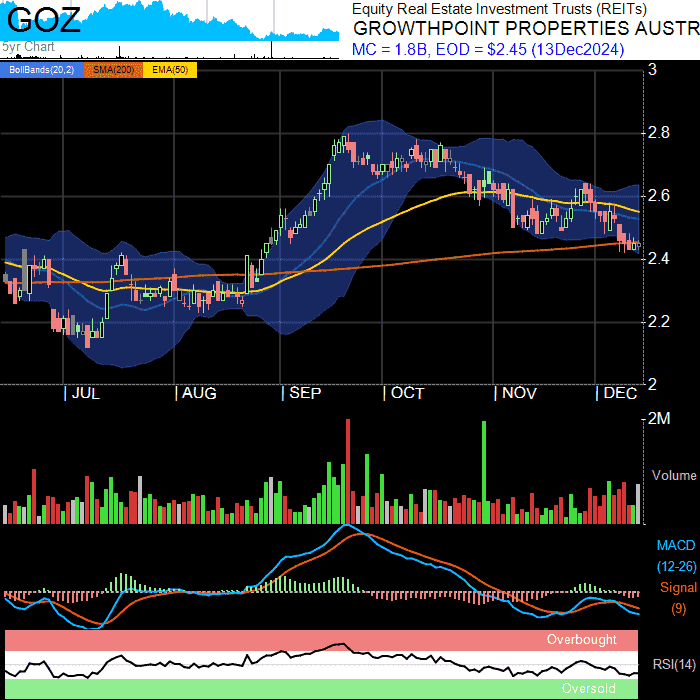 GOZ
5yr Chart
Equity Real Estate Investment Trusts (REITs)
GROWTHPOINT PROPERTIES AUSTR
MC = 1.8B, EOD = $2.45 (13Dec2024)
BollBands(20,2) SMA(200) EMA(50)
3
2.8
2.6
2.4
2.2
2
JUL AUG SEP OCT NOV DEC
2M
Volume
MACD
(12-26)
Signal
(9)
Overbought
RSI(14)
Oversold